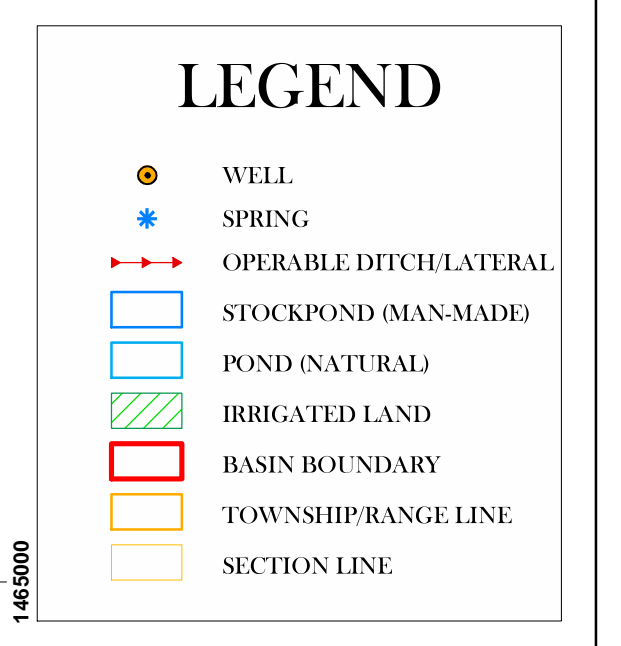 LEGEND
WELL
SPRING
OPERABLE DITCH/LATERAL
STOCKPOND (MAN-MADE)
POND (NATURAL)
IRRIGATED LAND
BASIN BOUNDARY
TOWNSHIP/RANGE LINE
SECTION LINE
1465000